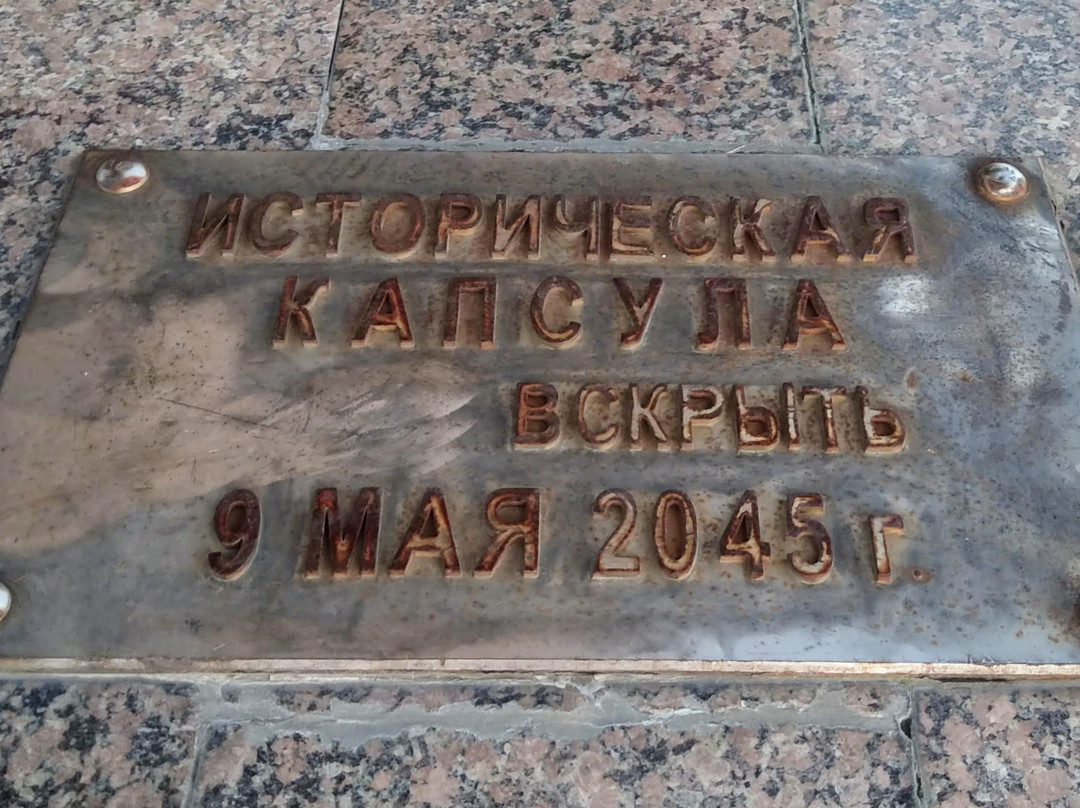 ИСТОРИЧЕСКАЯ
КАПСУЛА
ВСКРЫТЬ
9 МАЯ 2045 г.